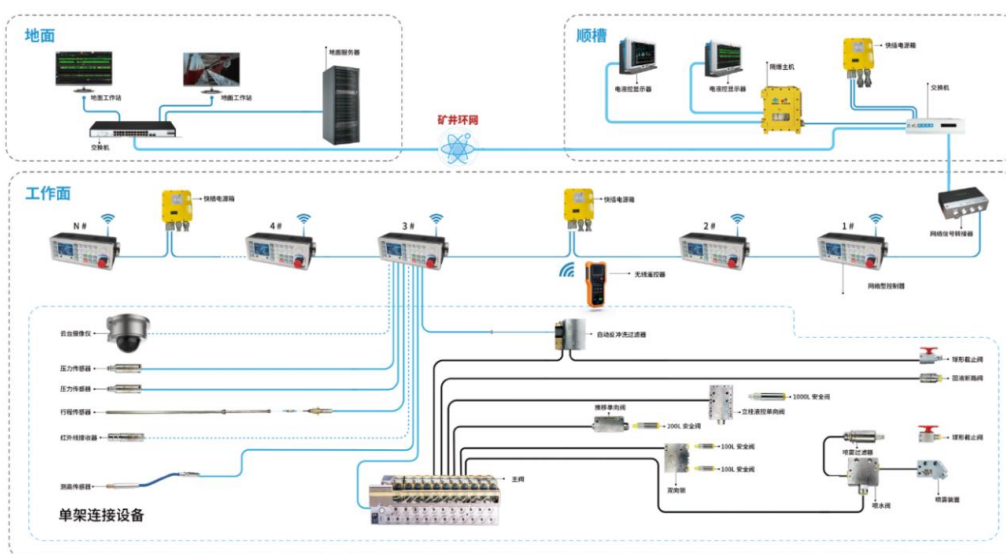 地面
地面工作站
地面工作站
地面服务器
交换机
矿井环网
顺槽
电液控显示器
电液控显示器
隔爆主机
快插电源箱
交换机
工作面
N#
快插电源箱
4#
3#
快插电源箱
2#
1#
网络信号转接器
无线遥控器
网络型控制器
云台摄像仪
压力传感器
压力传感器
行程传感器
红外线接收器
测高传感器
单架连接设备
自动反冲洗过滤器
球形截止阀
回液断路阀
1000L 安全阀
立柱液控单向阀
推移单向阀
200L 安全阀
100L 安全阀
100L 安全阀
双向锁
主阀
喷雾过滤器
球形截止阀
喷水阀
喷雾装置